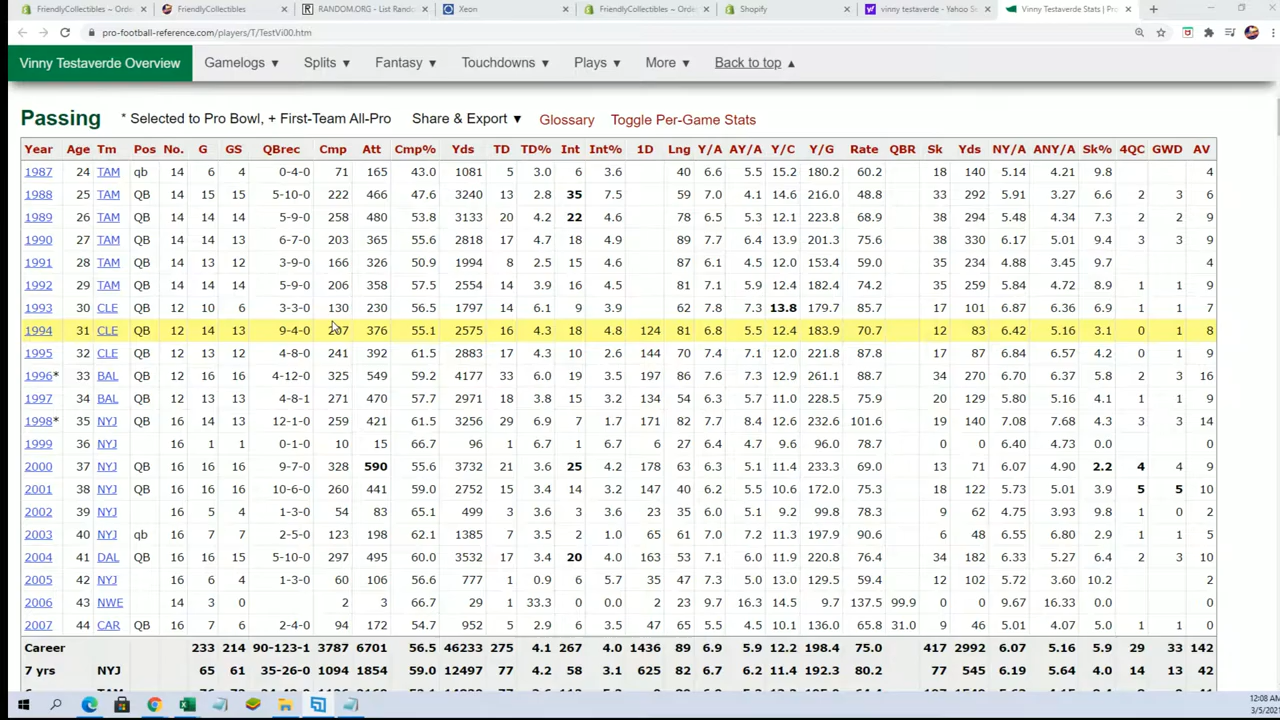 FriendlyCollectibles ~ Orde
FriendlyCollectibles
RANDOM.ORG - List Rando
Xeon
FriendlyCollectibles ~ Orde
Shopify
vinny testaverde - Yahoo Se
Vinny Testaverde Stats | Pro
pro-football-reference.com/players/T/TestVi00.htm
Vinny Testaverde Overview Gamelogs ▼ Splits ▼ Fantasy ▼ Touchdowns ▼ Plays ▼ More ▼ Back to top ▲
Passing * Selected to Pro Bowl, + First-Team All-Pro Share & Export ▼ Glossary Toggle Per-Game Stats
Year Age Tm Pos No. G GS QBrec Cmp Att Cmp% Yds TD TD% Int Int% 1D Lng Y/A AY/A Y/C Y/G Rate QBR Sk Yds NY/A ANY/A Sk% 4QC GWD AV
1987 24 TAM qb 14 6 4 0-4-0 71 165 43.0 1081 5 3.0 6 3.6 40 6.6 5.5 15.2 180.2 60.2 18 140 5.14 4.21 9.8 4
1988 25 TAM QB 14 15 15 5-10-0 222 466 47.6 3240 13 2.8 35 7.5 59 7.0 4.1 14.6 216.0 48.8 33 292 5.91 3.27 6.6 2 3 6
1989 26 TAM QB 14 14 14 5-9-0 258 480 53.8 3133 20 4.2 22 4.6 78 6.5 5.3 12.1 223.8 68.9 38 294 5.48 4.34 7.3 2 2 9
1990 27 TAM QB 14 14 13 6-7-0 203 365 55.6 2818 17 4.7 18 4.9 89 7.7 6.4 13.9 201.3 75.6 38 330 6.17 5.01 9.4 3 3 9
1991 28 TAM QB 14 13 12 3-9-0 166 326 50.9 1994 8 2.5 15 4.6 87 6.1 4.5 12.0 153.4 59.0 35 234 4.88 3.45 9.7 4
1992 29 TAM QB 14 14 14 5-9-0 206 358 57.5 2554 14 3.9 16 4.5 81 7.1 5.9 12.4 182.4 74.2 35 259 5.84 4.72 8.9 1 1 9
1993 30 CLE QB 12 10 6 3-3-0 130 230 56.5 1797 14 6.1 9 3.9 62 7.8 7.3 13.8 179.7 85.7 17 101 6.87 6.36 6.9 1 1 7
1994 31 CLE QB 12 14 13 9-4-0 207 376 55.1 2575 16 4.3 18 4.8 124 81 6.8 5.5 12.4 183.9 70.7 12 83 6.42 5.16 3.1 0 1 8
1995 32 CLE QB 12 13 12 4-8-0 241 392 61.5 2883 17 4.3 10 2.6 144 70 7.4 7.1 12.0 221.8 87.8 17 87 6.84 6.57 4.2 0 0 9
1996* 33 BAL QB 12 16 16 4-12-0 325 549 59.2 4177 33 6.0 19 3.5 197 86 7.6 7.3 12.9 261.1 88.7 34 270 6.70 6.37 5.8 2 3 16
1997 34 BAL QB 12 13 13 4-8-1 271 470 57.7 2971 18 3.8 15 3.2 134 54 6.3 5.7 11.0 228.5 75.9 20 129 5.80 5.16 4.1 1 1 9
1998* 35 NYJ QB 16 14 13 12-1-0 259 421 61.5 3256 29 6.9 7 1.7 171 82 7.7 8.4 12.6 232.6 101.6 19 140 7.08 7.68 4.3 3 3 14
1999 36 NYJ 16 1 1 0-1-0 10 15 66.7 96 1 6.7 1 6.7 6 27 6.4 4.7 9.6 96.0 78.7 0 0 6.40 4.73 0.0 0
2000 37 NYJ QB 16 16 16 9-7-0 328 590 55.6 3732 21 3.6 25 4.2 178 63 6.3 5.1 11.4 233.3 69.0 13 71 6.07 4.90 2.2 4 4 9
2001 38 NYJ QB 16 16 16 10-6-0 260 441 59.0 2752 15 3.4 14 3.2 147 40 6.2 5.5 10.6 172.0 75.3 18 122 5.73 5.01 3.9 5 5 10
2002 39 NYJ 16 5 4 1-3-0 54 83 65.1 499 3 3.6 3 3.6 23 35 6.0 5.1 9.2 99.8 78.3 9 62 4.75 3.93 9.8 1 0 2
2003 40 NYJ qb 16 7 7 2-5-0 123 198 62.1 1385 7 3.5 2 1.0 65 61 7.0 7.2 11.3 197.9 90.6 6 48 6.55 6.80 2.9 1 1 5
2004 41 DAL QB 16 16 15 5-10-0 297 495 60.0 3532 17 3.4 20 4.0 163 53 7.1 6.0 11.9 220.8 76.4 34 182 6.33 5.27 6.4 2 3 10
2005 42 NYJ 16 6 4 1-3-0 60 106 56.6 777 1 0.9 6 5.7 35 47 7.3 5.0 13.0 129.5 59.4 12 102 5.72 3.60 10.2 2
2006 43 NWE 14 3 0 2 3 66.7 29 1 33.3 0 0.0 2 23 9.7 16.3 14.5 9.7 137.5 99.9 0 0 9.67 16.33 0.0 0
2007 44 CAR QB 16 7 6 2-4-0 94 172 54.7 952 5 2.9 6 3.5 47 65 5.5 4.5 10.1 136.0 65.8 31.0 9 46 5.01 4.03 5.0 1 1 0
Career 233 214 90-123-1 3787 6701 56.5 46233 275 4.1 267 4.0 1436 89 6.9 5.9 12.2 198.4 75.0 417 2992 6.07 5.16 5.9 29 33 142
7 yrs NYJ 65 61 35-26-0 1094 1854 59.0 12497 77 4.2 58 3.1 625 82 6.7 6.2 11.4 192.3 80.2 77 545 6.19 5.64 4.0 14 13 42
12:08 AM
3/5/2021